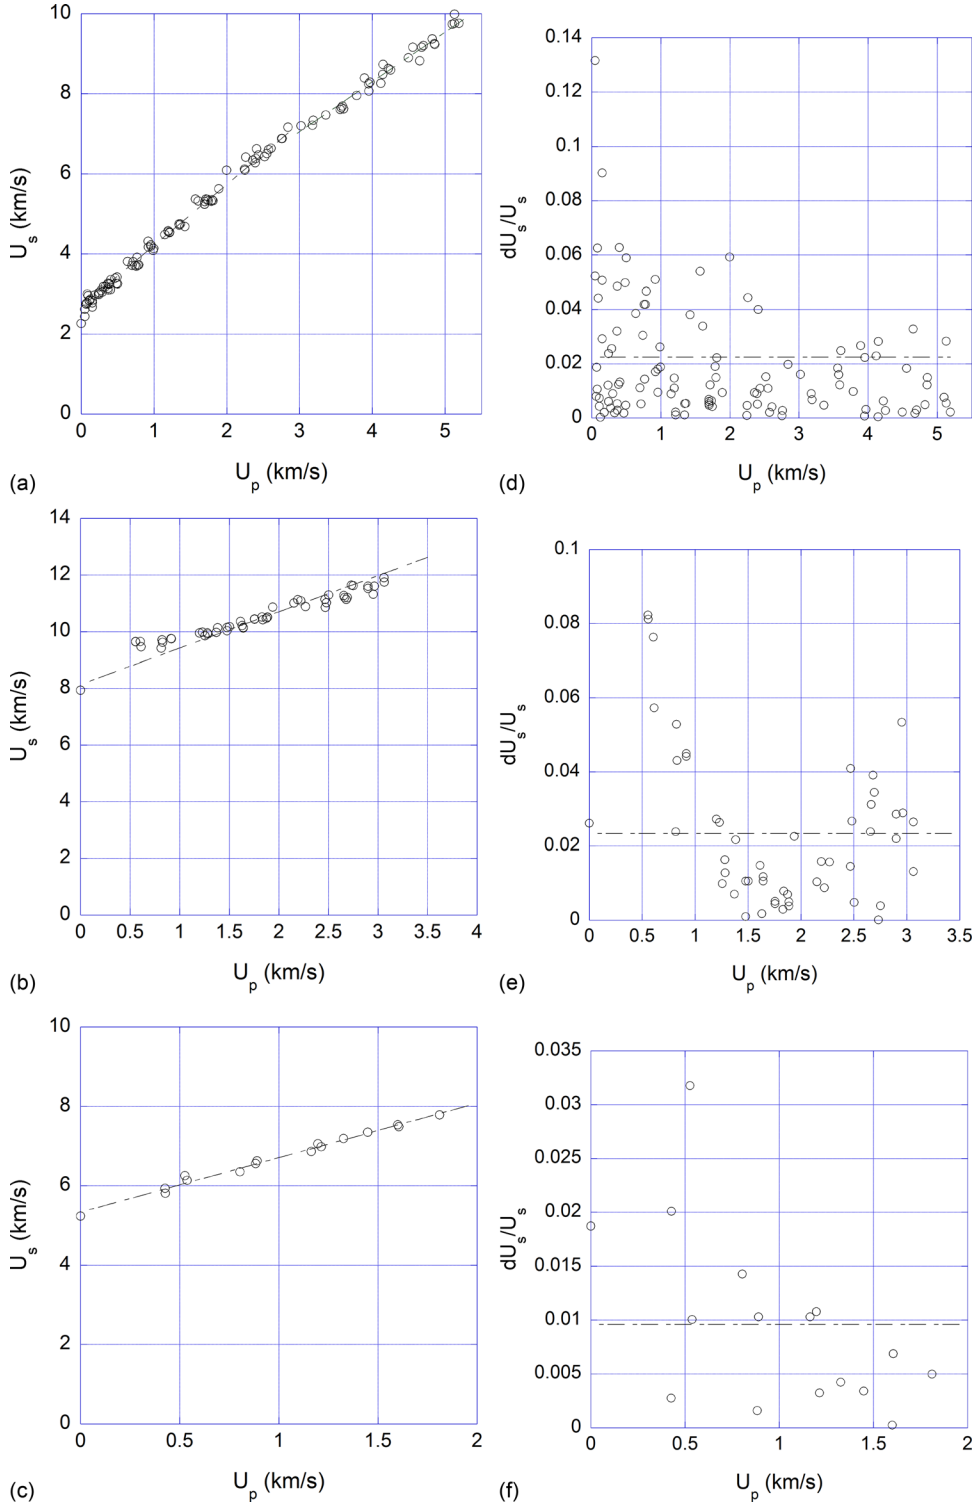 10
8
6
4
2
0
0 1 2 3 4 5
U_s (km/s)
U_p (km/s)
(a)
0.14
0.12
0.1
0.08
0.06
0.04
0.02
0
0 1 2 3 4 5
dU_s/U_s
U_p (km/s)
(d)
14
12
10
8
6
4
2
0
0 0.5 1 1.5 2 2.5 3 3.5 4
U_s (km/s)
U_p (km/s)
(b)
0.1
0.08
0.06
0.04
0.02
0
0 0.5 1 1.5 2 2.5 3 3.5
dU_s/U_s
U_p (km/s)
(e)
10
8
6
4
2
0
0 0.5 1 1.5 2
U_s (km/s)
U_p (km/s)
(c)
0.035
0.03
0.025
0.02
0.015
0.01
0.005
0
0 0.5 1 1.5 2
dU_s/U_s
U_p (km/s)
(f)